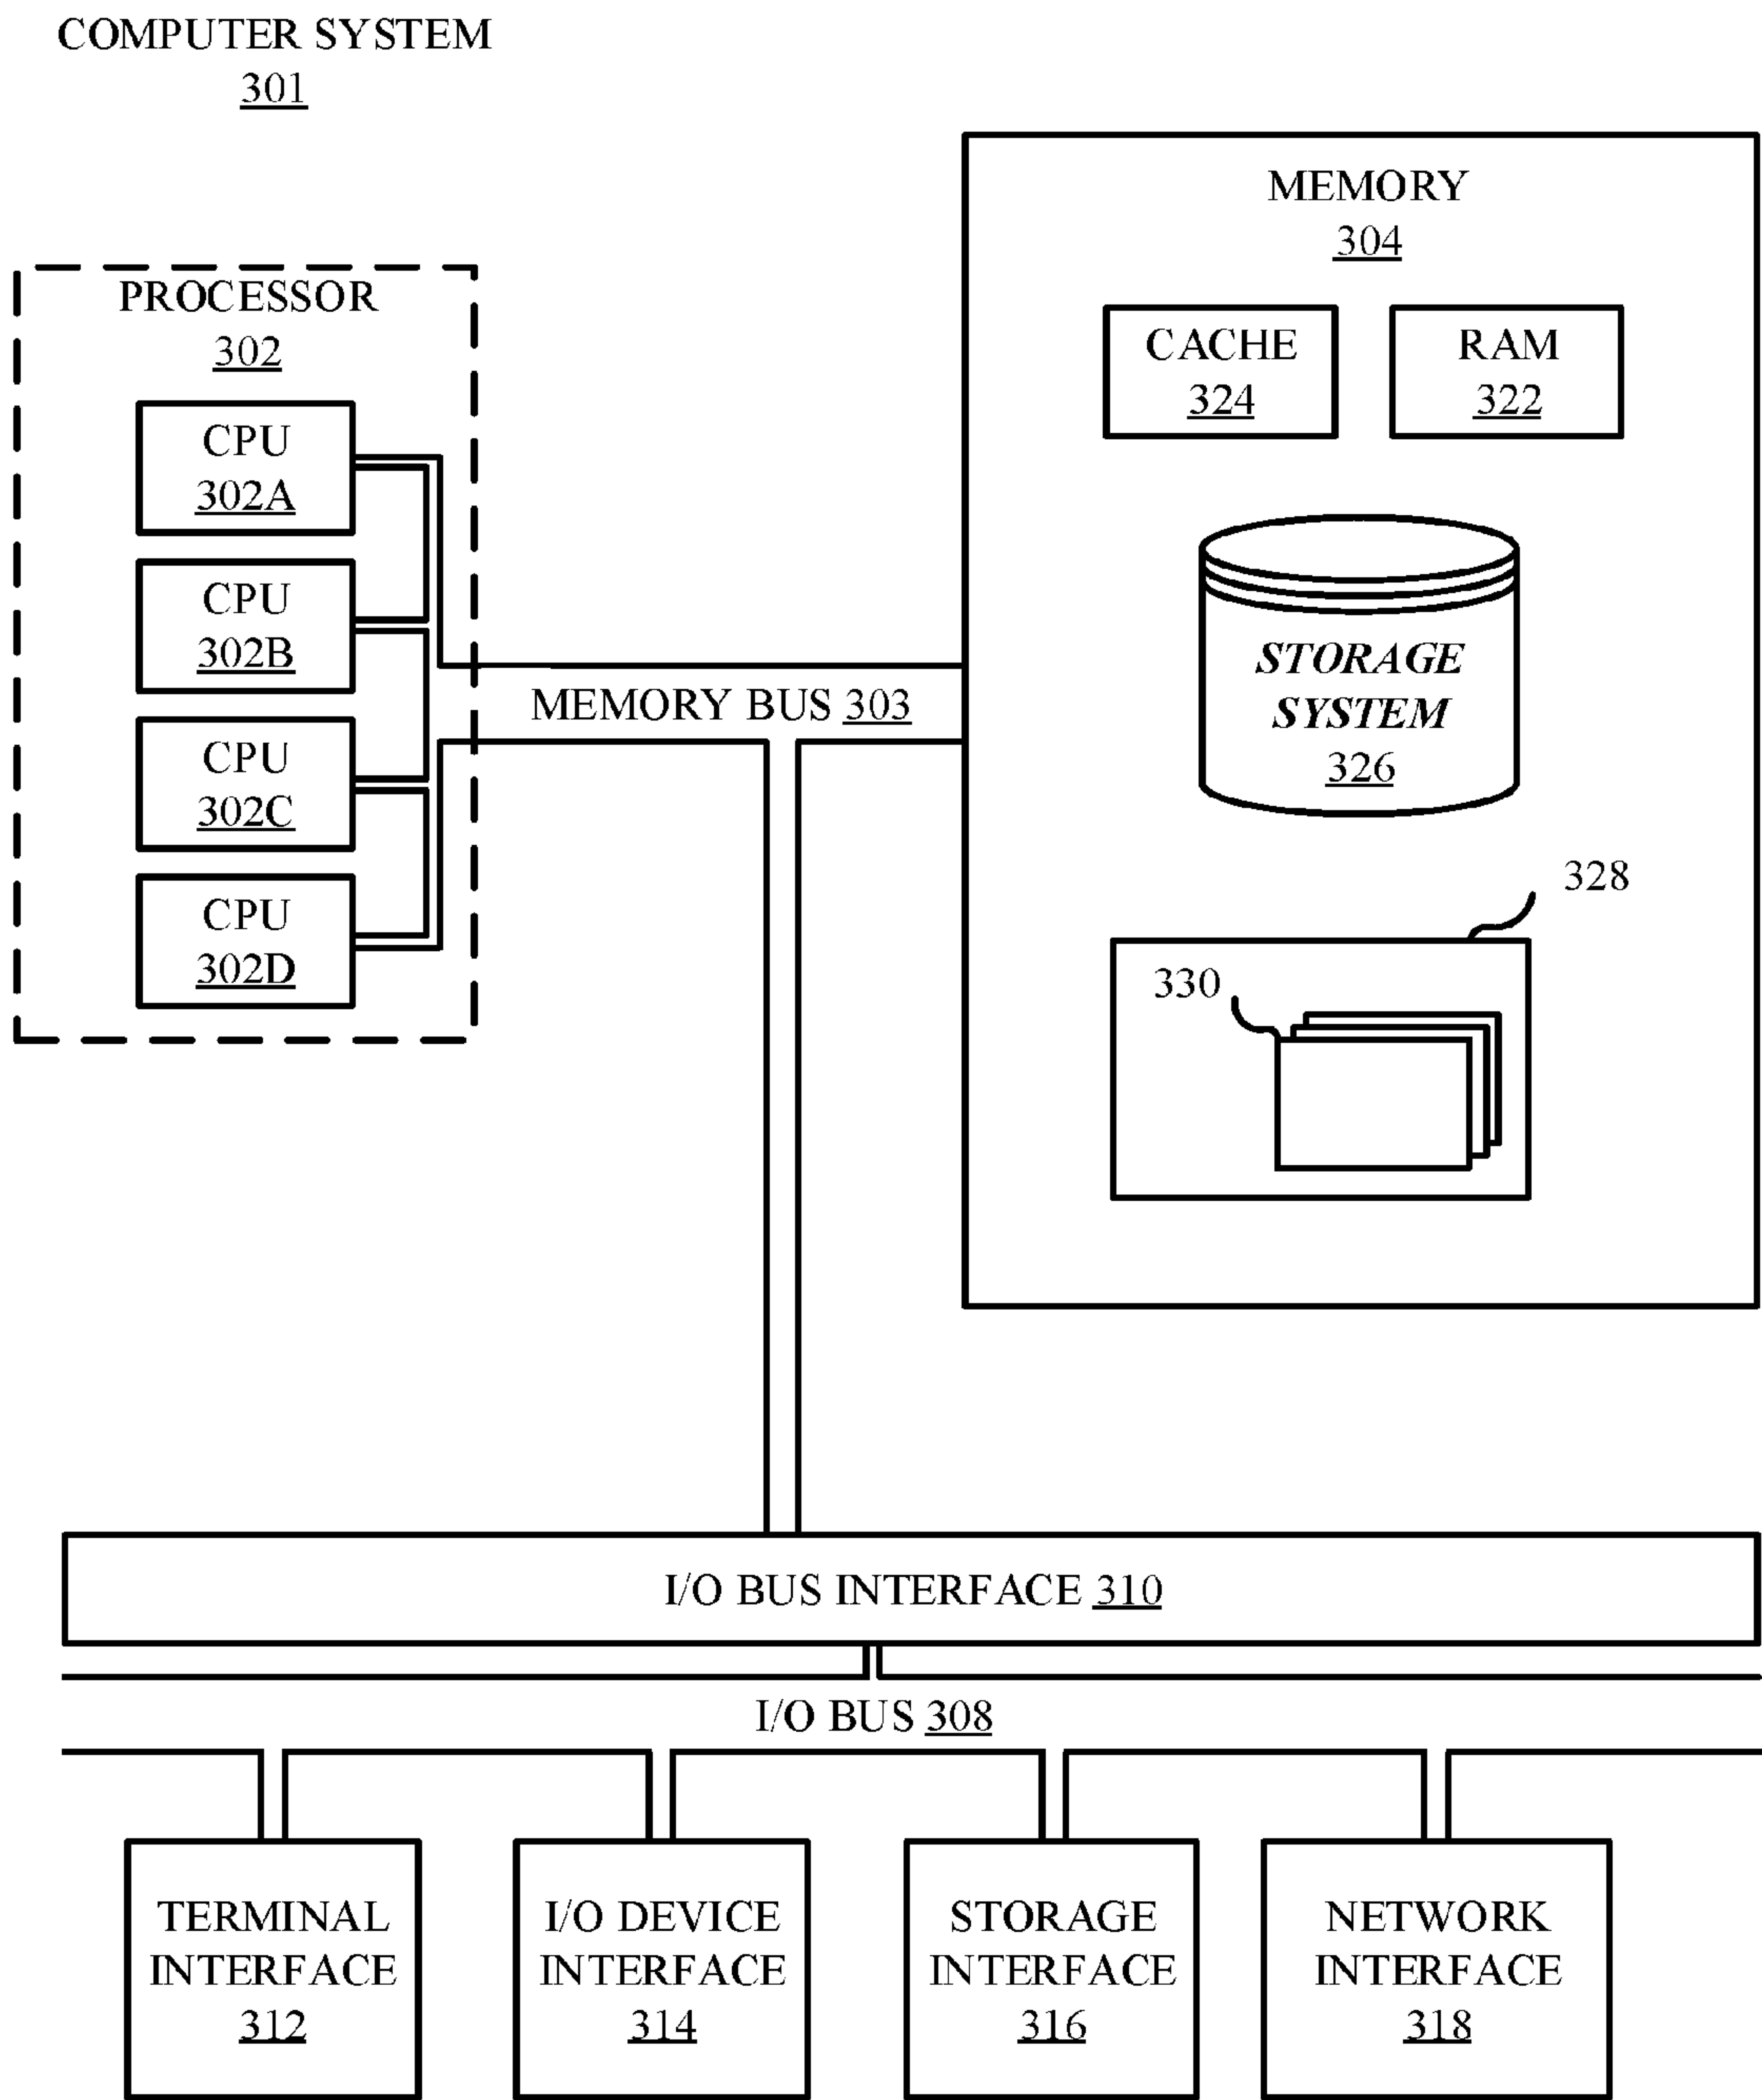 COMPUTER SYSTEM
301
PROCESSOR
302
CPU
302A
CPU
302B
CPU
302C
CPU
302D
MEMORY BUS 303
MEMORY
304
CACHE
324
RAM
322
STORAGE
SYSTEM
326
328
330
I/O BUS INTERFACE 310
I/O BUS 308
TERMINAL
INTERFACE
312
I/O DEVICE
INTERFACE
314
STORAGE
INTERFACE
316
NETWORK
INTERFACE
318